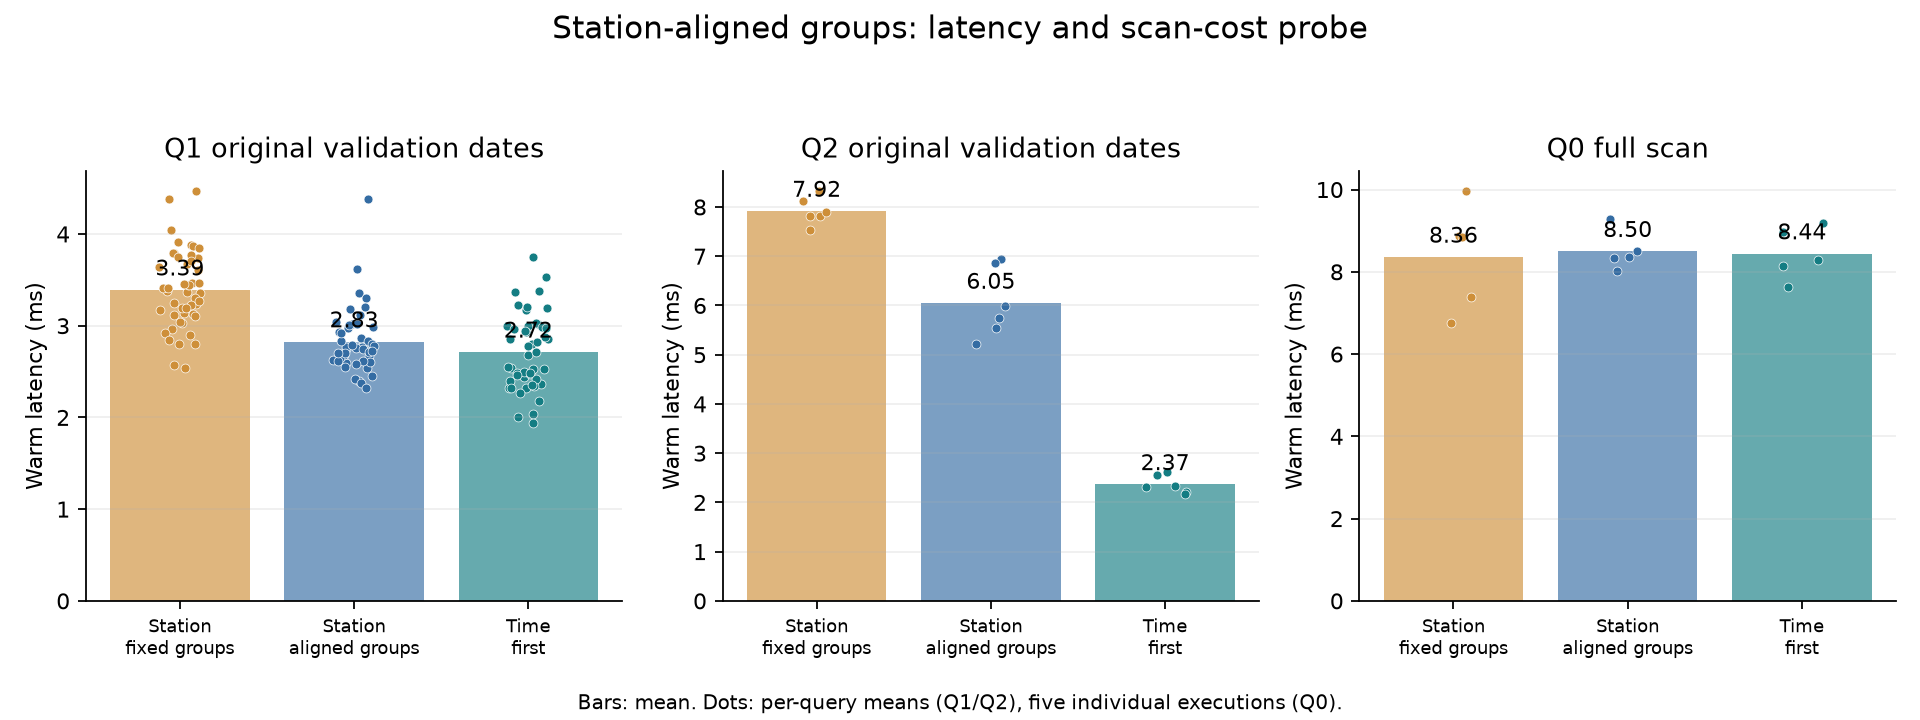 Station-aligned groups: latency and scan-cost probe
Q1 original validation dates
Warm latency (ms)
4
3
2
1
0
3.39
2.83
2.72
Station
fixed groups
Station
aligned groups
Time
first
Q2 original validation dates
Warm latency (ms)
8
7
6
5
4
3
2
1
0
7.92
6.05
2.37
Station
fixed groups
Station
aligned groups
Time
first
Q0 full scan
Warm latency (ms)
10
8
6
4
2
0
8.36
8.50
8.44
Station
fixed groups
Station
aligned groups
Time
first
Bars: mean. Dots: per-query means (Q1/Q2), five individual executions (Q0).